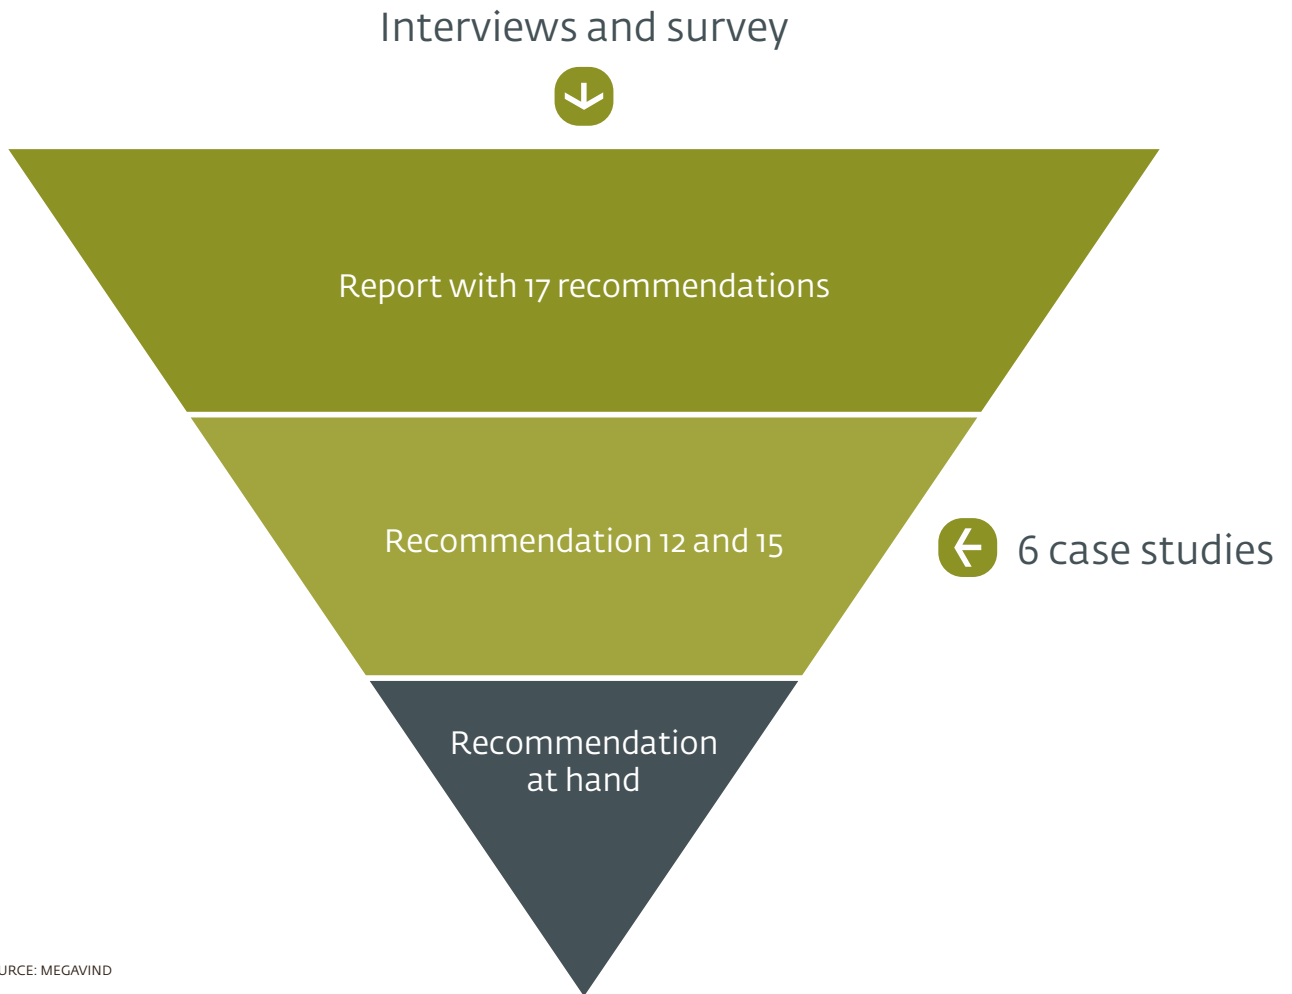 Interviews and survey
Report with 17 recommendations
Recommendation 12 and 15
6 case studies
Recommendation
at hand
URCE: MEGAVIND